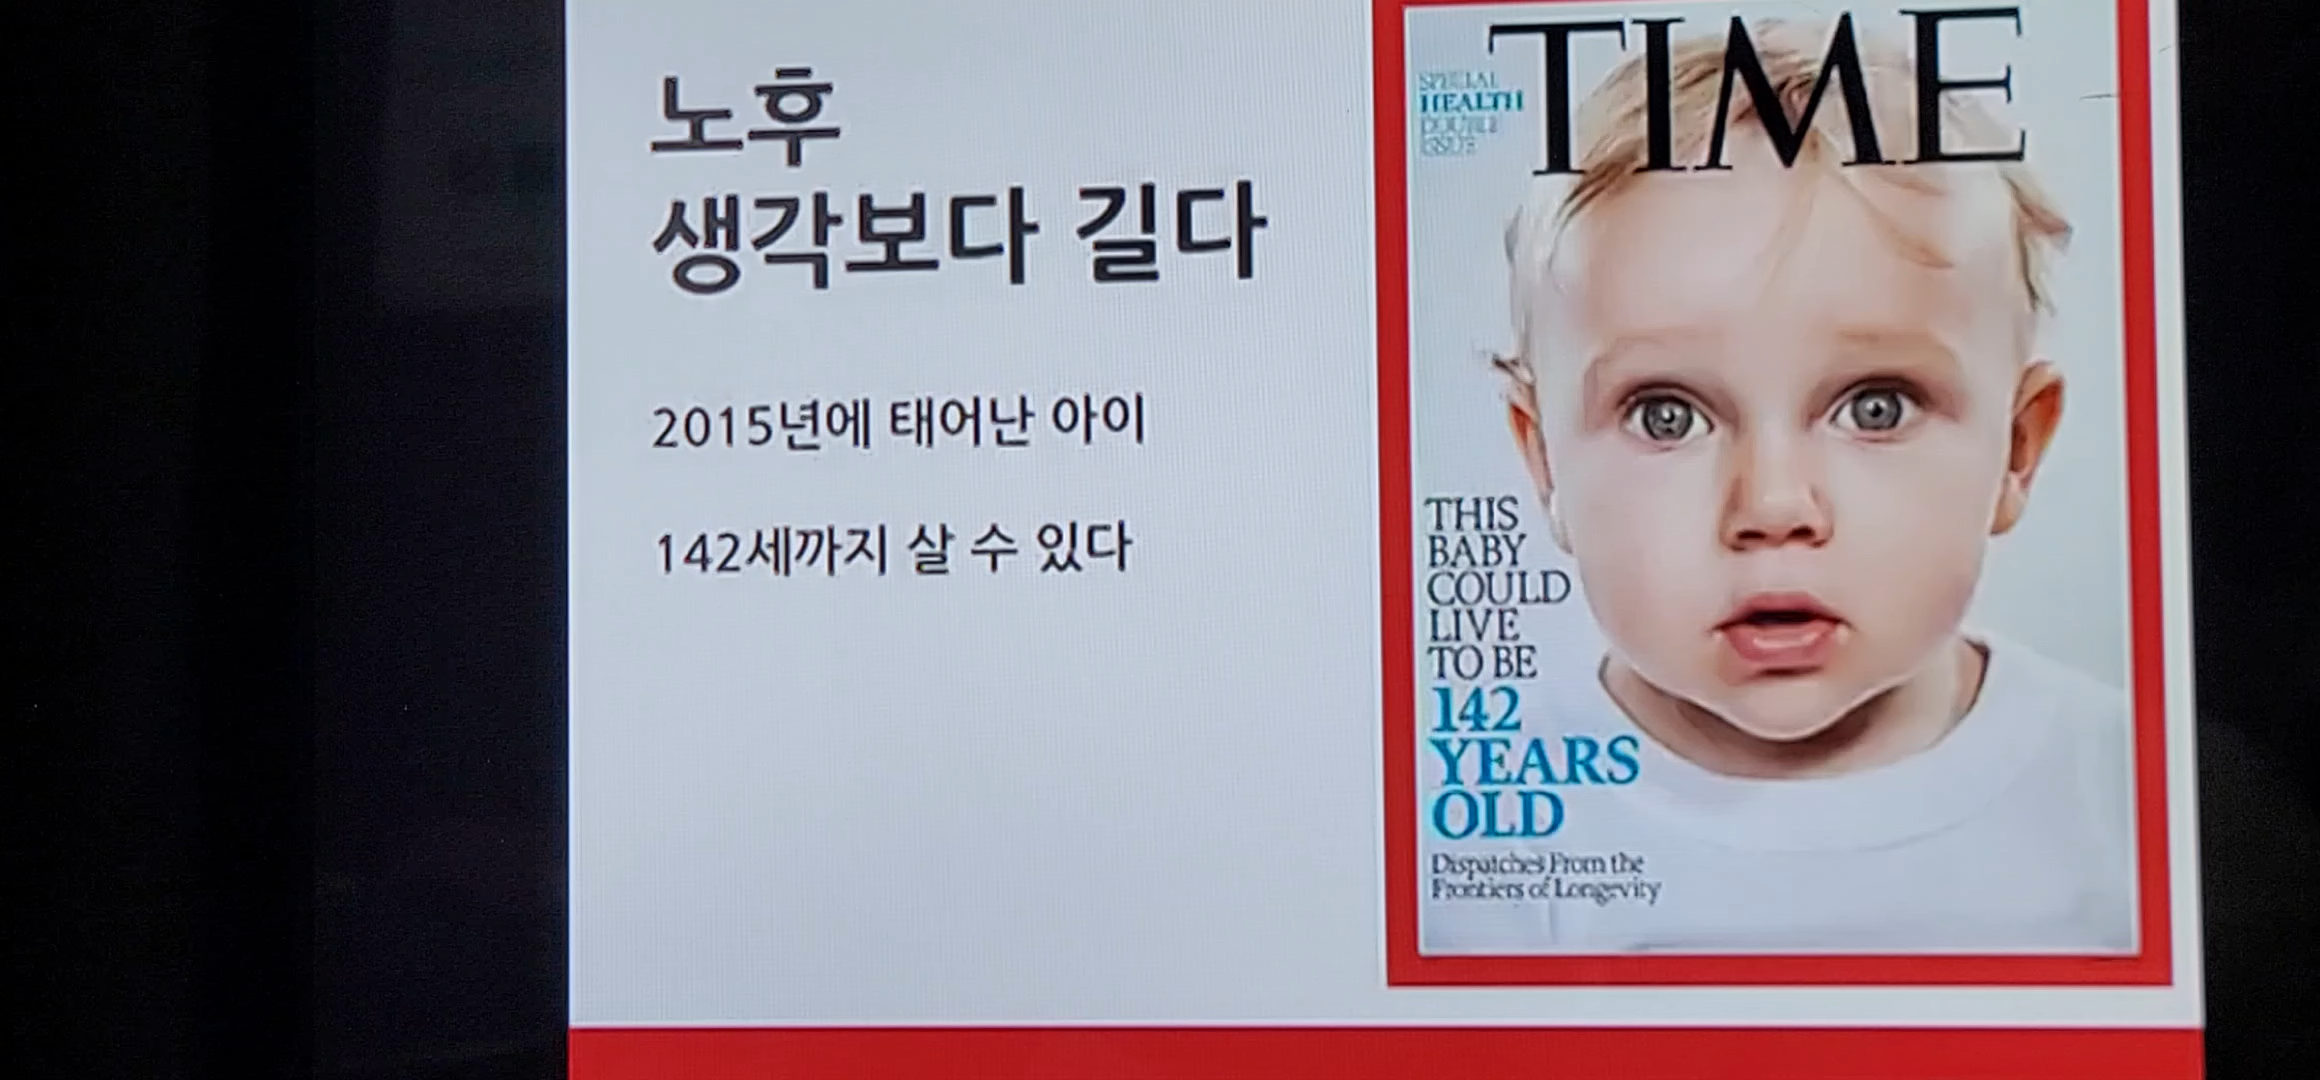 노후
생각보다 길다
2015년에 태어난 아이
142세까지 살 수 있다
TIME
SPECIAL
HEALTH
DOUBLE
ISSUE
THIS
BABY
COULD
LIVE
TO BE
142
YEARS
OLD
Dispatches From the
Frontiers of Longevity